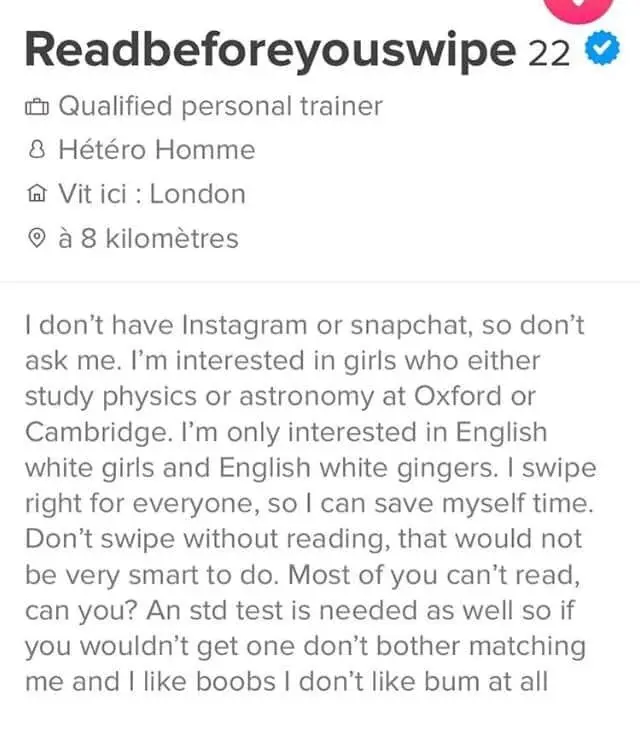 Readbeforeyouswipe 22
Qualified personal trainer
Hétéro Homme
Vit ici : London
à 8 kilomètres
I don't have Instagram or snapchat, so don't
ask me. I'm interested in girls who either
study physics or astronomy at Oxford or
Cambridge. I'm only interested in English
white girls and English white gingers. I swipe
right for everyone, so I can save myself time.
Don't swipe without reading, that would not
be very smart to do. Most of you can't read,
can you? An std test is needed as well so if
you wouldn't get one don't bother matching
me and I like boobs I don't like bum at all